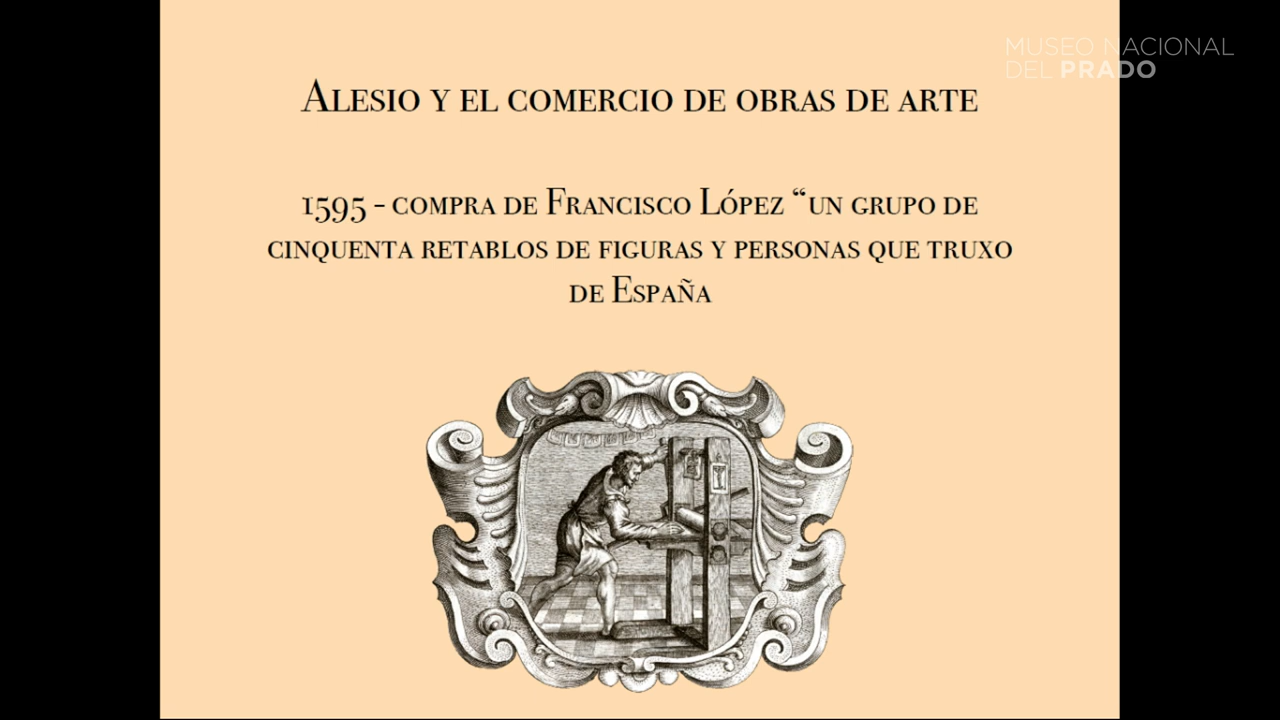 MUSEO NACIONAL
DEL PRADO
Alesio y el comercio de obras de arte
1595 - compra de Francisco López “un grupo de
cinquenta retablos de figuras y personas que truxo
de España